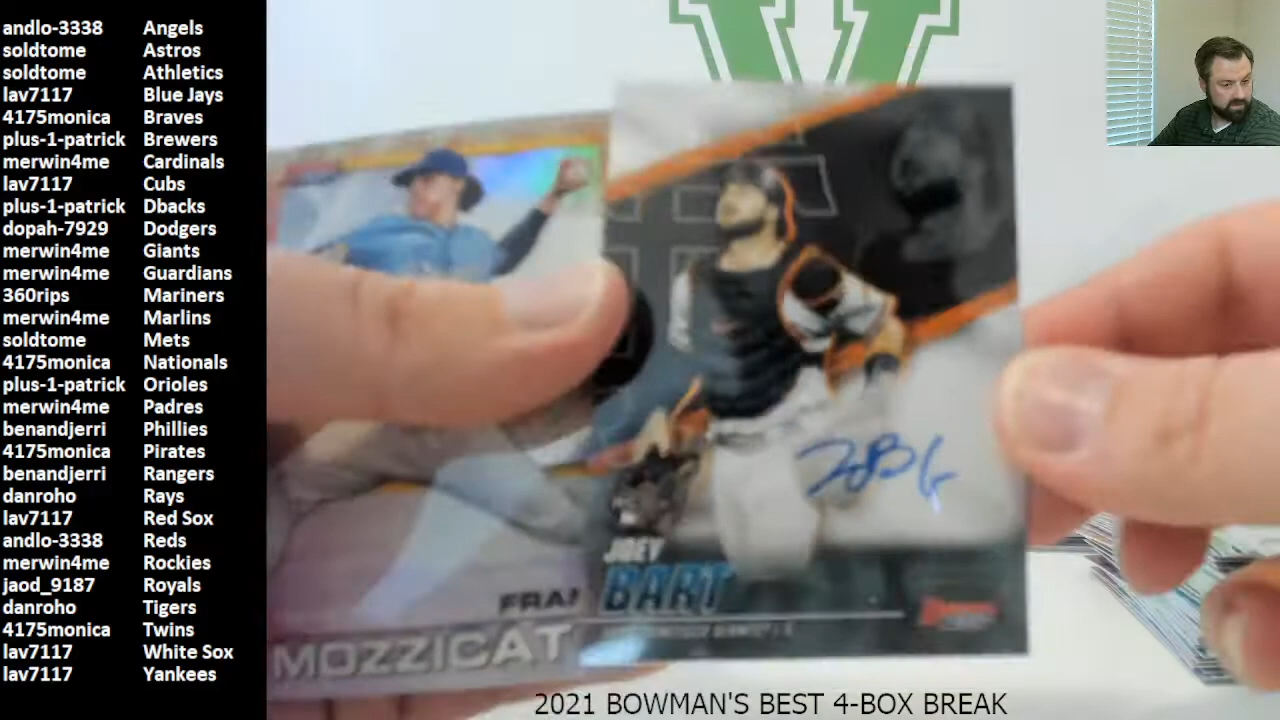 andlo-3338 Angels
soldtome Astros
soldtome Athletics
lav7117 Blue Jays
4175monica Braves
plus-1-patrick Brewers
merwin4me Cardinals
lav7117 Cubs
plus-1-patrick Dbacks
dopah-7929 Dodgers
merwin4me Giants
merwin4me Guardians
360rips Mariners
merwin4me Marlins
soldtome Mets
4175monica Nationals
plus-1-patrick Orioles
merwin4me Padres
benandjerri Phillies
4175monica Pirates
benandjerri Rangers
danroho Rays
lav7117 Red Sox
andlo-3338 Reds
merwin4me Rockies
jaod_9187 Royals
danroho Tigers
4175monica Twins
lav7117 White Sox
lav7117 Yankees
V
FRA
MOZZICAT
JOEY
BART
2021 BOWMAN'S BEST 4-BOX BREAK